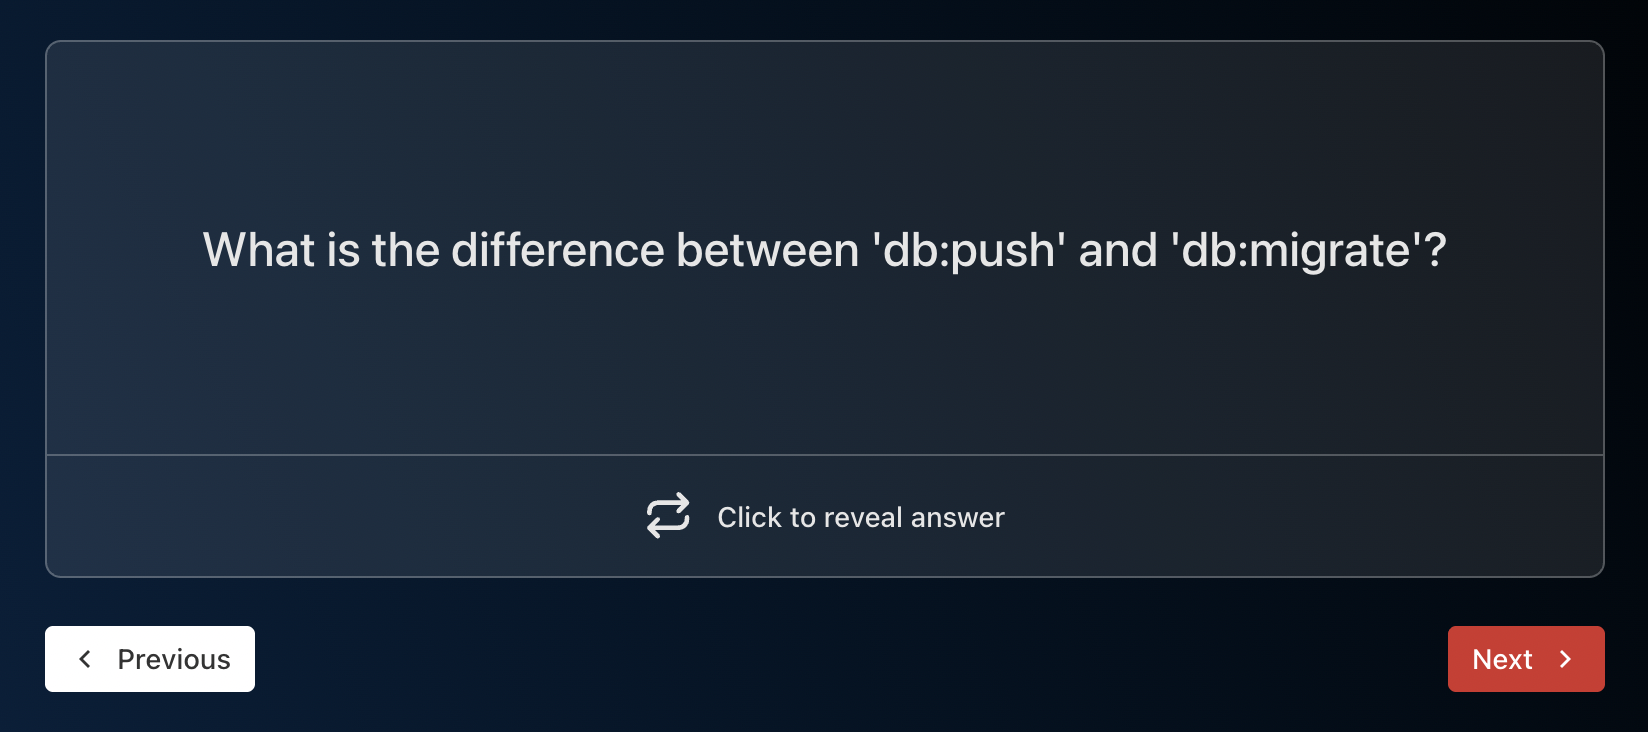 What is the difference between 'db:push' and 'db:migrate'?
Click to reveal answer
Previous
Next